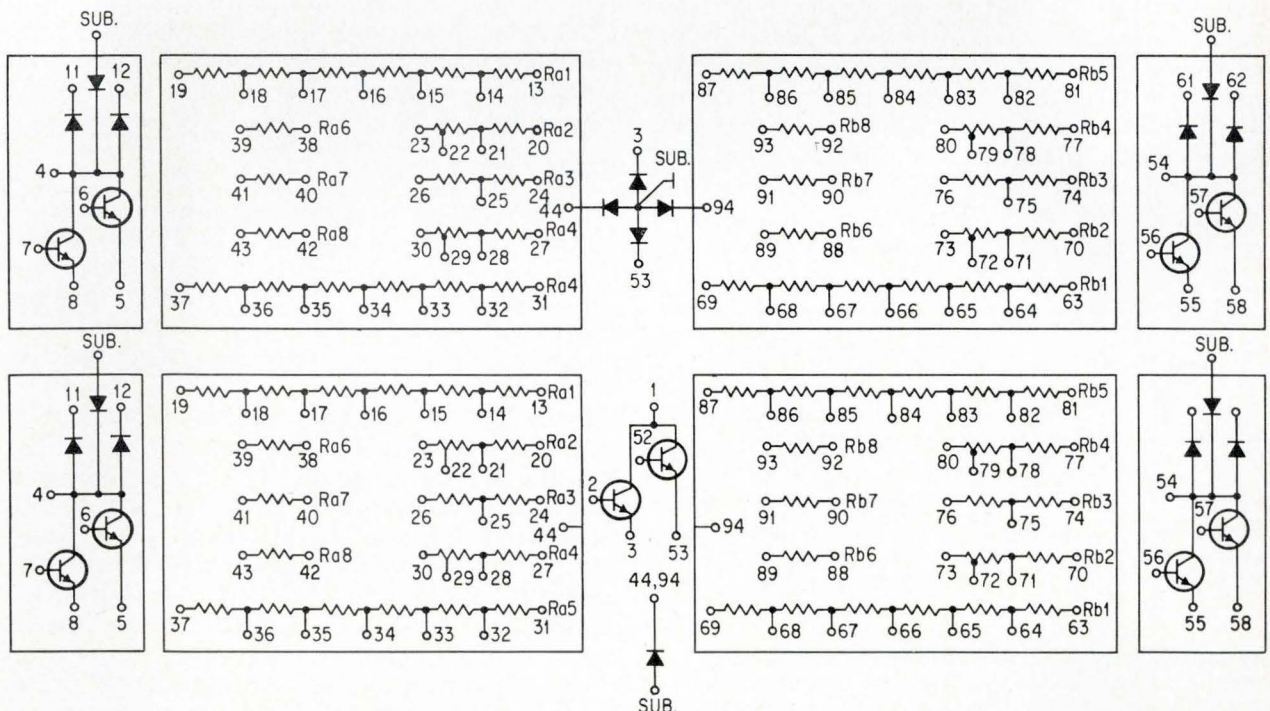 SUB. SUB.
11 12 61 62
19 18 17 16 15 14 13 Ra1
87 86 85 84 83 82 81 Rb5
39 38 Ra6 23 22 21 20 Ra2
3 SUB.
93 92 Rb8 80 79 78 77 Rb4
4 54
41 40 Ra7 26 25 24 Ra3
44 94
91 90 Rb7 76 75 74 Rb3
6 57
43 42 Ra8 30 29 28 27 Ra4
53
89 88 Rb6 73 72 71 70 Rb2
7 56
37 36 35 34 33 32 31 Ra4
69 68 67 66 65 64 63 Rb1
8 5 55 58
SUB. SUB.
11 12
19 18 17 16 15 14 13 Ra1
1
87 86 85 84 83 82 81 Rb5
39 38 Ra6 23 22 21 20 Ra2
52
93 92 Rb8 80 79 78 77 Rb4
4 54
41 40 Ra7 26 25 24 Ra3
44 2 94
91 90 Rb7 76 75 74 Rb3
6 57
3 53
43 42 Ra8 30 29 28 27 Ra4
89 88 Rb6 73 72 71 70 Rb2
7 56
44,94
37 36 35 34 33 32 31 Ra5
69 68 67 66 65 64 63 Rb1
8 5 55 58
SUB.